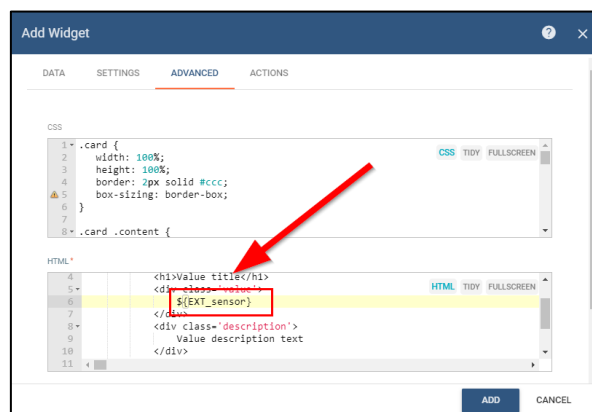 Add Widget
DATA SETTINGS ADVANCED ACTIONS
CSS
CSS TIDY FULLSCREEN
1 .card {
2 width: 100%;
3 height: 100%;
4 border: 2px solid #ccc;
5 box-sizing: border-box;
6 }
7
8 .card .content {
HTML*
HTML TIDY FULLSCREEN
4 <h1>Value title</h1>
5 <div class='value'>
6 ${EXT_sensor}
7 </div>
8 <div class='description'>
9 Value description text
10 </div>
11
ADD CANCEL